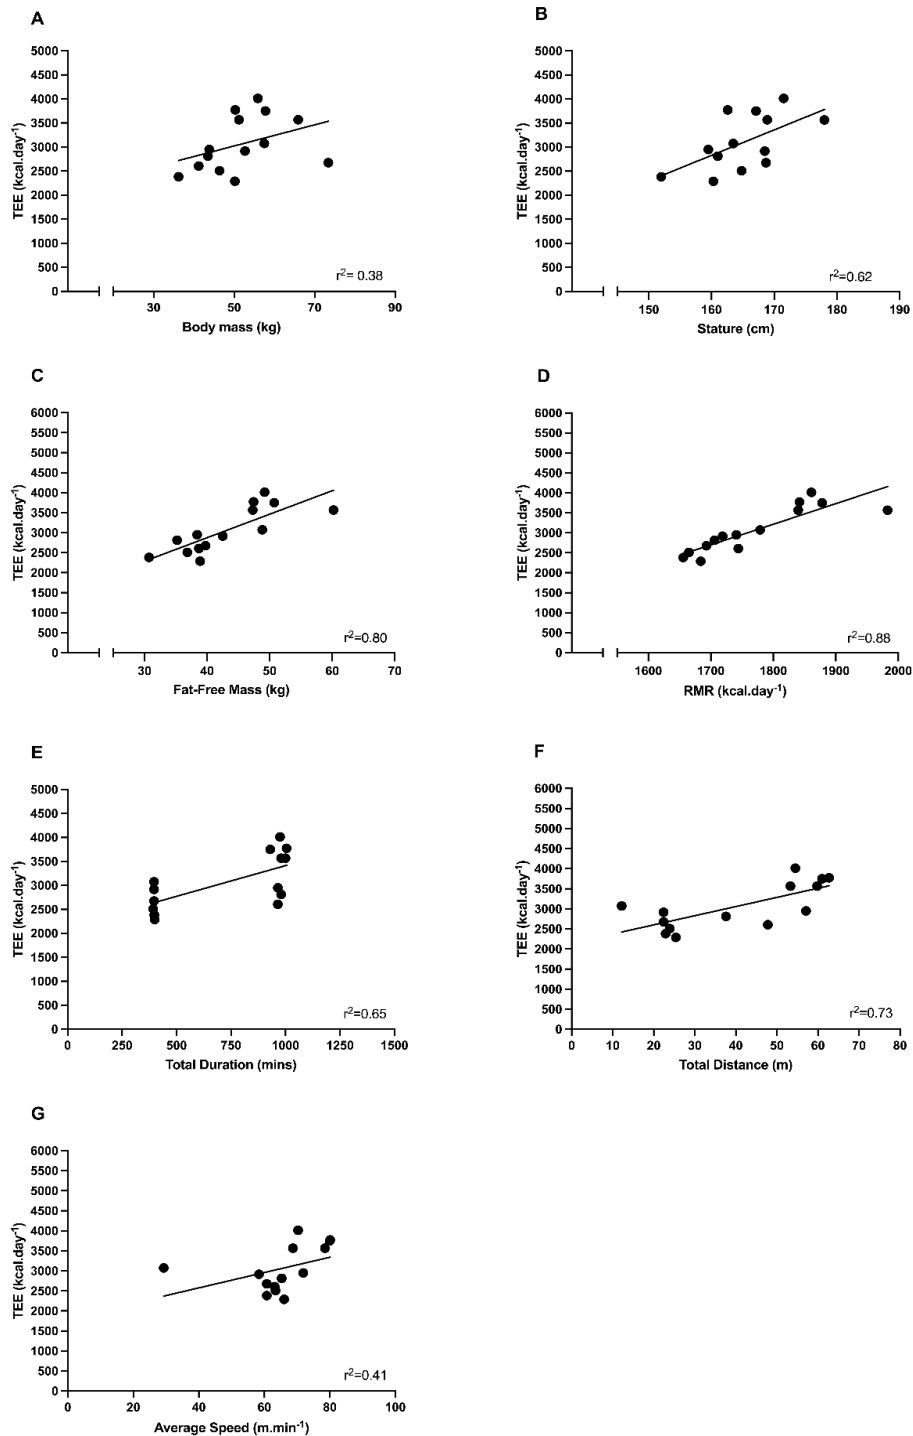 A
5000
4500
4000
3500
3000
2500
2000
1500
1000
500
0
TEE (kcal.day-1)
r2= 0.38
30 50 70 90
Body mass (kg)
B
5000
4500
4000
3500
3000
2500
2000
1500
1000
500
0
TEE (kcal.day-1)
r2=0.62
150 160 170 180 190
Stature (cm)
C
6000
5500
5000
4500
4000
3500
3000
2500
2000
1500
1000
500
0
TEE (kcal.day-1)
r2=0.80
30 40 50 60 70
Fat-Free Mass (kg)
D
6000
5500
5000
4500
4000
3500
3000
2500
2000
1500
1000
500
0
TEE (kcal.day-1)
r2=0.88
1600 1700 1800 1900 2000
RMR (kcal.day-1)
E
5000
4500
4000
3500
3000
2500
2000
1500
1000
500
0
TEE (kcal.day-1)
r2=0.65
0 250 500 750 1000 1250 1500
Total Duration (mins)
F
6000
5500
5000
4500
4000
3500
3000
2500
2000
1500
1000
500
0
TEE (kcal.day-1)
r2=0.73
0 10 20 30 40 50 60 70 80
Total Distance (m)
G
6000
5500
5000
4500
4000
3500
3000
2500
2000
1500
1000
500
0
TEE (kcal.day-1)
r2=0.41
0 20 40 60 80 100
Average Speed (m.min-1)